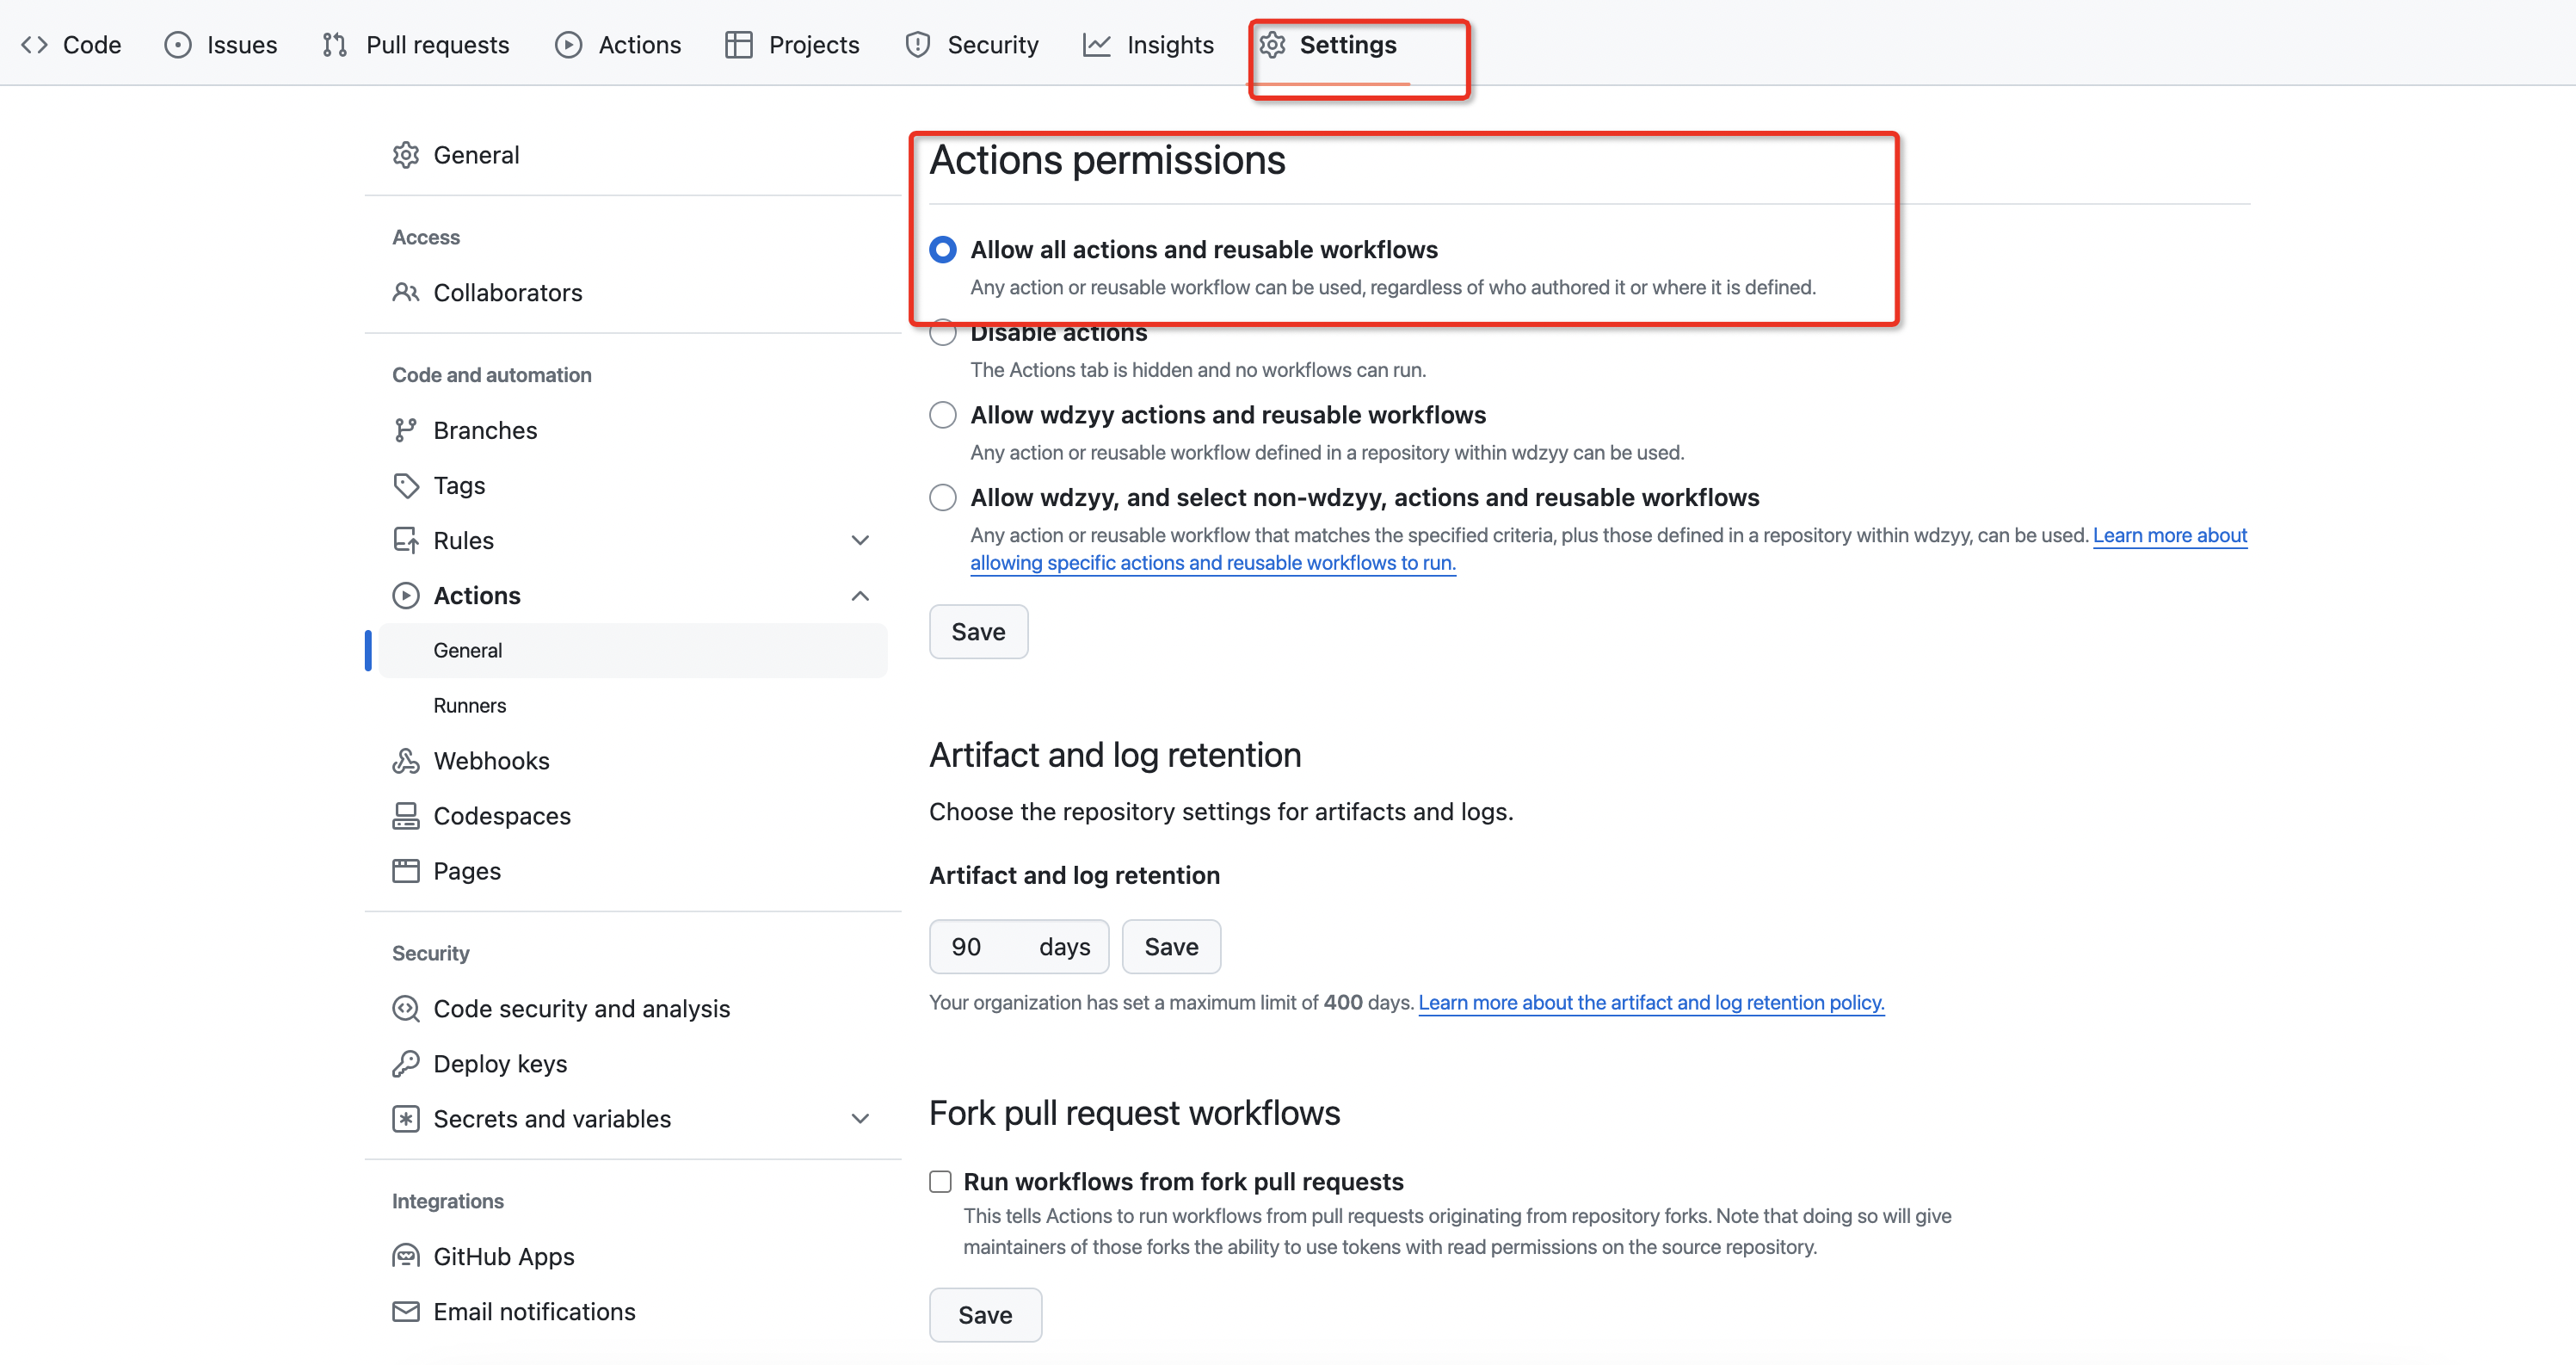 Code Issues Pull requests Actions Projects Security Insights Settings
General
Access
Collaborators
Code and automation
Branches
Tags
Rules
Actions
General
Runners
Webhooks
Codespaces
Pages
Security
Code security and analysis
Deploy keys
Secrets and variables
Integrations
GitHub Apps
Email notifications
Actions permissions
Allow all actions and reusable workflows
Any action or reusable workflow can be used, regardless of who authored it or where it is defined.
Disable actions
The Actions tab is hidden and no workflows can run.
Allow wdzyy actions and reusable workflows
Any action or reusable workflow defined in a repository within wdzyy can be used.
Allow wdzyy, and select non-wdzyy, actions and reusable workflows
Any action or reusable workflow that matches the specified criteria, plus those defined in a repository within wdzyy, can be used. Learn more about
allowing specific actions and reusable workflows to run.
Save
Artifact and log retention
Choose the repository settings for artifacts and logs.
Artifact and log retention
90 days Save
Your organization has set a maximum limit of 400 days. Learn more about the artifact and log retention policy.
Fork pull request workflows
Run workflows from fork pull requests
This tells Actions to run workflows from pull requests originating from repository forks. Note that doing so will give
maintainers of those forks the ability to use tokens with read permissions on the source repository.
Save